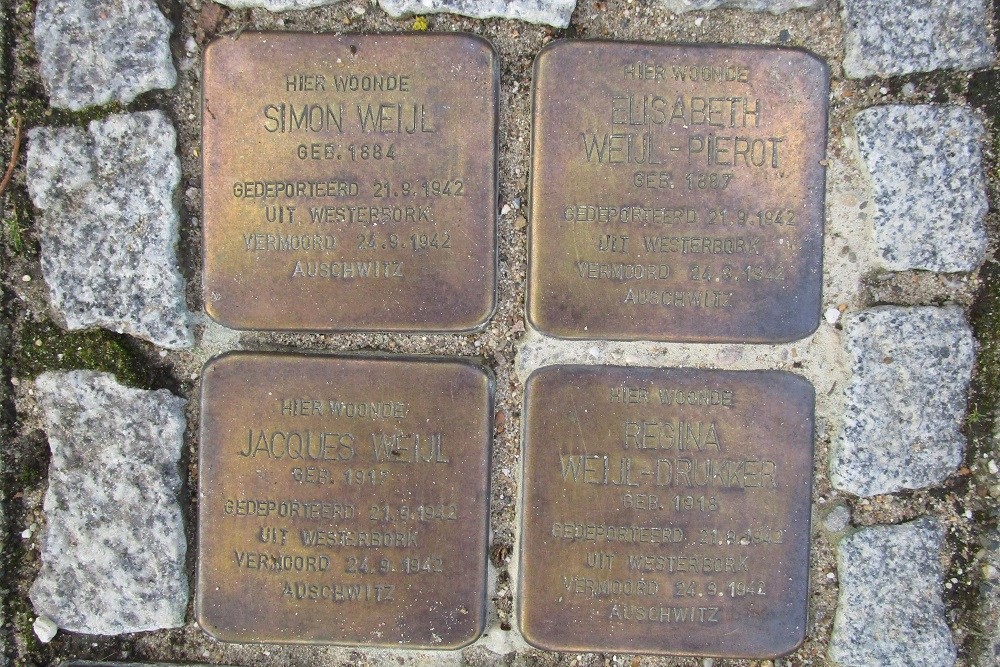 HIER WOONDE
SIMON WEIJL
GEB. 1884
GEDEPORTEERD 21.9.1942
UIT WESTERBORK
VERMOORD 24.9.1942
AUSCHWITZ
HIER WOONDE
ELISABETH
WEIJL-PIEROT
GEB. 1887
GEDEPORTEERD 21.9.1942
UIT WESTERBORK
VERMOORD 24.9.1942
AUSCHWITZ
HIER WOONDE
JACQUES WEIJL
GEB.
GEDEPORTEERD 21.9.1942
UIT WESTERBORK
VERMOORD 24.9.1942
AUSCHWITZ
HIER WOONDE
REGINA
WEIJL-DRUKKER
GEB.
GEDEPORTEERD 21.9.1942
UIT WESTERBORK
VERMOORD 24.9.1942
AUSCHWITZ